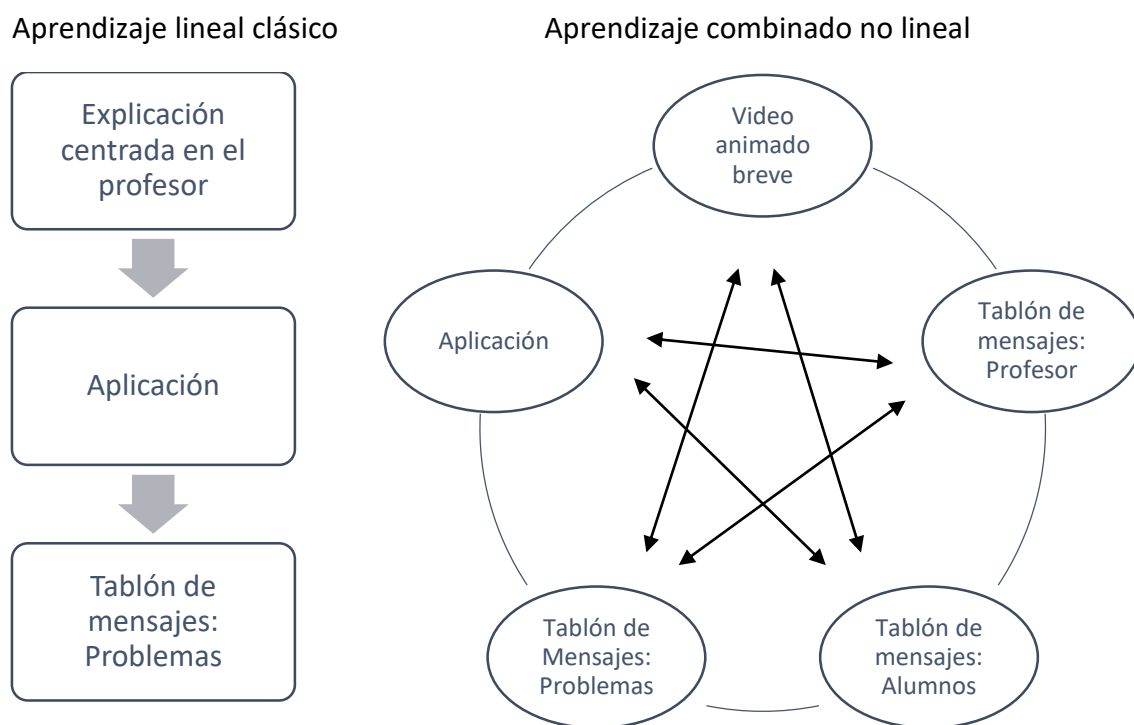 Aprendizaje lineal clásico
Explicación
centrada en el
profesor
Aplicación
Tablón de
mensajes:
Problemas
Aprendizaje combinado no lineal
Video
animado
breve
Tablón de
mensajes:
Profesor
Tablón de
mensajes:
Alumnos
Tablón de
Mensajes:
Problemas
Aplicación